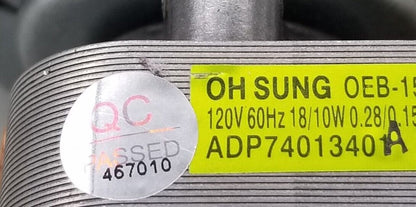 QC
PASSED
467010
OH SUNG OEB-15
120V 60Hz 18/10W 0.28/0.15
ADP74013401A